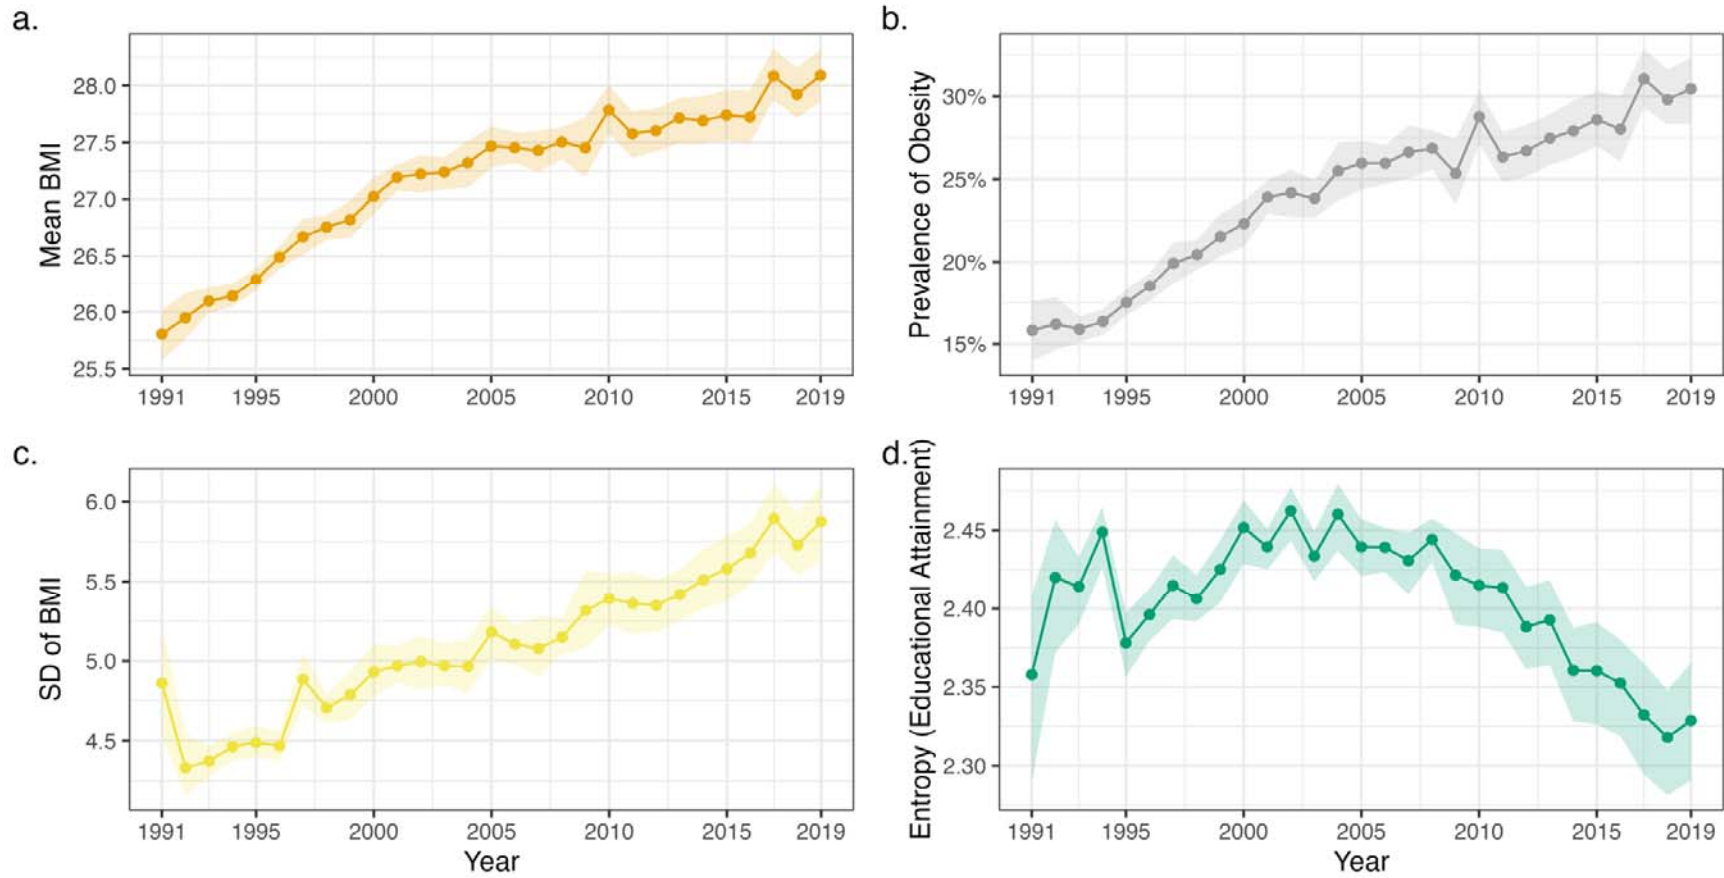 a.
Mean BMI
28.0
27.5
27.0
26.5
26.0
25.5
1991 1995 2000 2005 2010 2015 2019
b.
Prevalence of Obesity
30%
25%
20%
15%
1991 1995 2000 2005 2010 2015 2019
c.
SD of BMI
6.0
5.5
5.0
4.5
1991 1995 2000 2005 2010 2015 2019
Year
d.
Entropy (Educational Attainment)
2.45
2.40
2.35
2.30
1991 1995 2000 2005 2010 2015 2019
Year